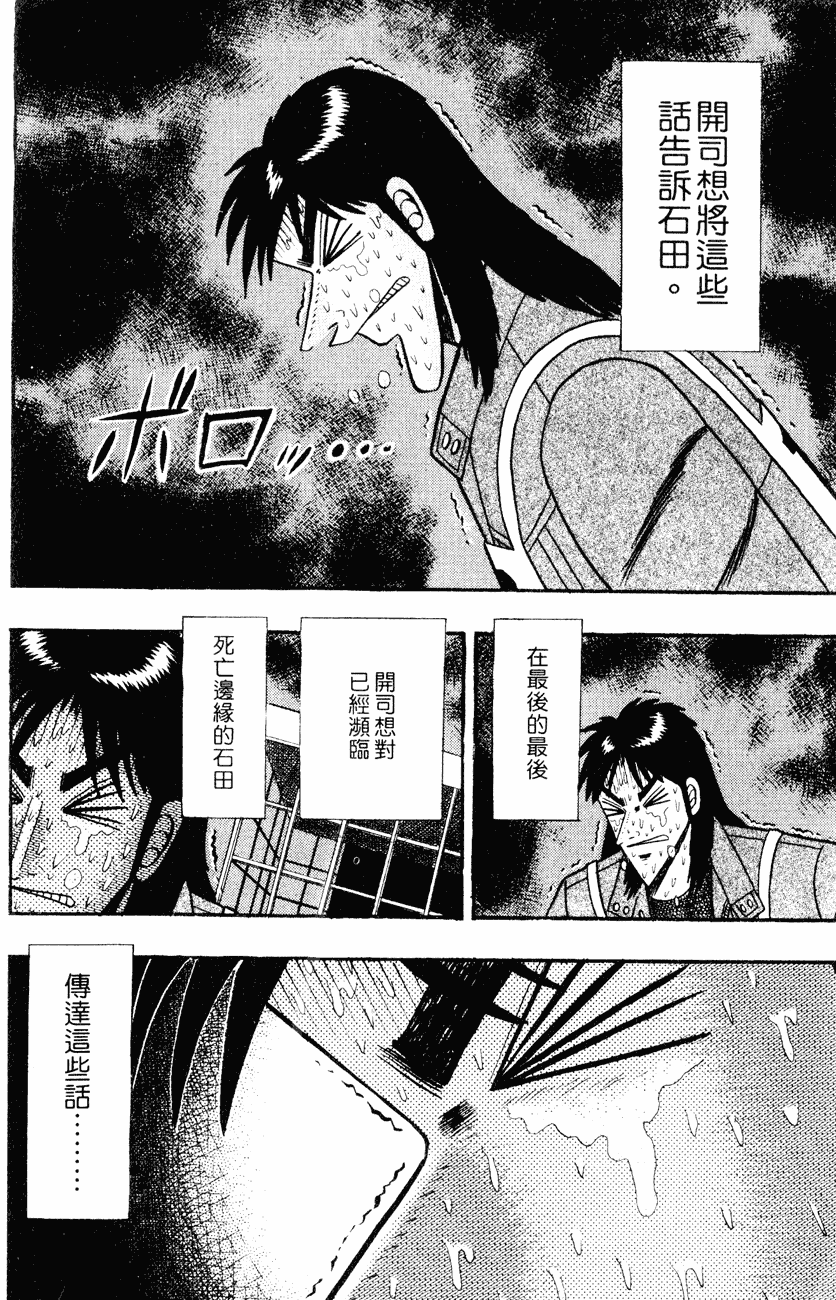 開司想將這些
話告訴石田。
ボロッ・・・
在最後的最後
開司想對
已經瀕臨
死亡邊緣的石田
傳達這些話………